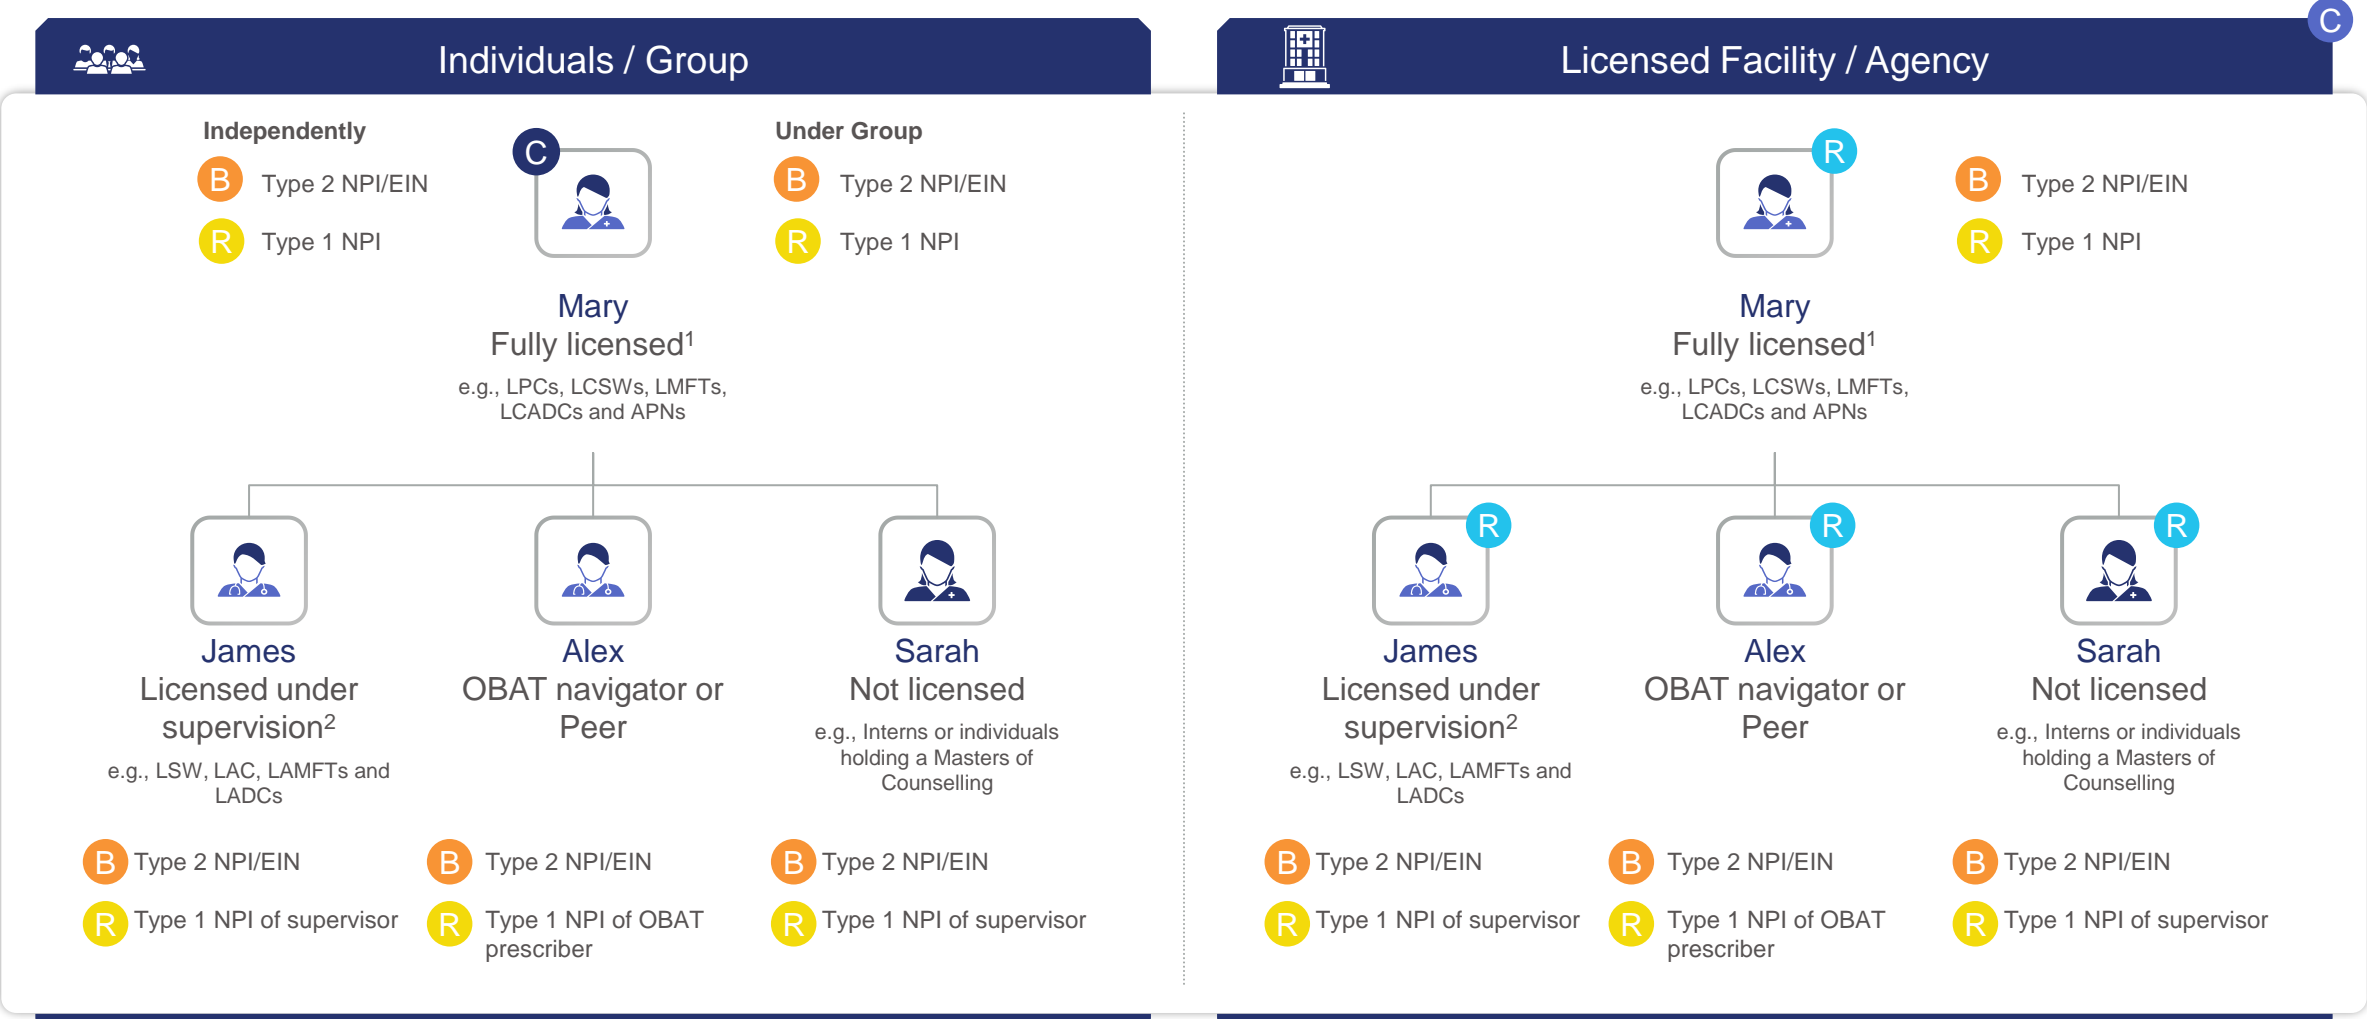 Individuals / Group
Independently
B Type 2 NPI/EIN
R Type 1 NPI
C
Under Group
B Type 2 NPI/EIN
R Type 1 NPI
Mary
Fully licensed1
e.g., LPCs, LCSWs, LMFTs,
LCADCs and APNs
James
Licensed under
supervision2
e.g., LSW, LAC, LAMFTs and
LADCs
B Type 2 NPI/EIN
R Type 1 NPI of supervisor
Alex
OBAT navigator or
Peer
B Type 2 NPI/EIN
R Type 1 NPI of OBAT
prescriber
Sarah
Not licensed
e.g., Interns or individuals
holding a Masters of
Counselling
B Type 2 NPI/EIN
R Type 1 NPI of supervisor
Licensed Facility / Agency
C
R
B Type 2 NPI/EIN
R Type 1 NPI
Mary
Fully licensed1
e.g., LPCs, LCSWs, LMFTs,
LCADCs and APNs
R
James
Licensed under
supervision2
e.g., LSW, LAC, LAMFTs and
LADCs
B Type 2 NPI/EIN
R Type 1 NPI of supervisor
R
Alex
OBAT navigator or
Peer
B Type 2 NPI/EIN
R Type 1 NPI of OBAT
prescriber
R
Sarah
Not licensed
e.g., Interns or individuals
holding a Masters of
Counselling
B Type 2 NPI/EIN
R Type 1 NPI of supervisor